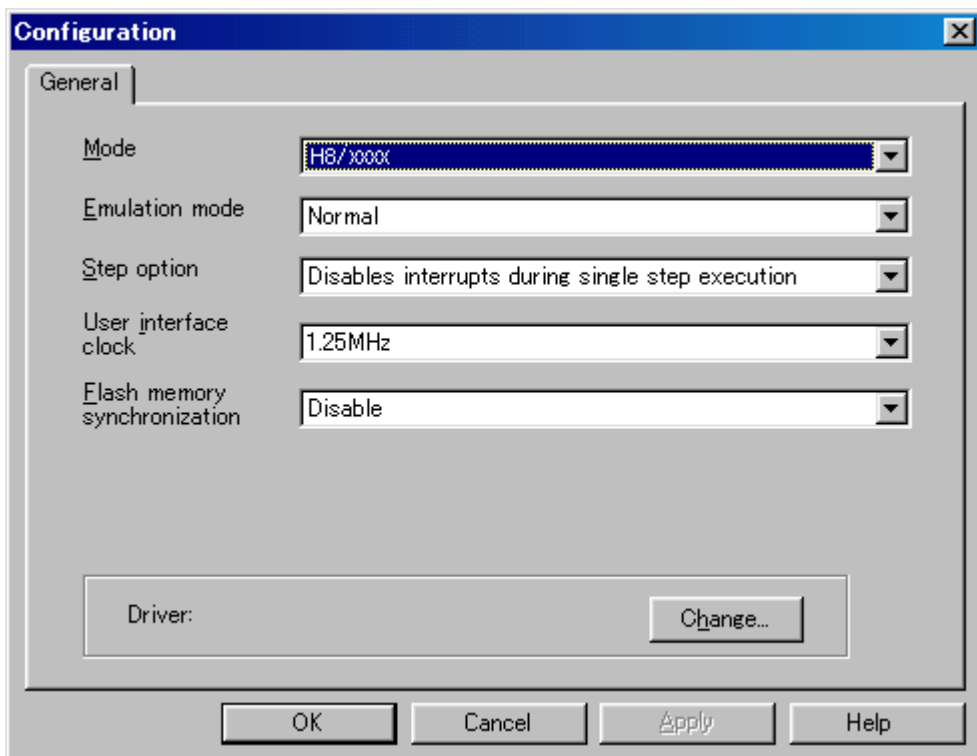 Configuration
General
Mode
H8/xxxx
Emulation mode
Normal
Step option
Disables interrupts during single step execution
User interface
clock
1.25MHz
Flash memory
synchronization
Disable
Driver:
Change...
OK
Cancel
Apply
Help